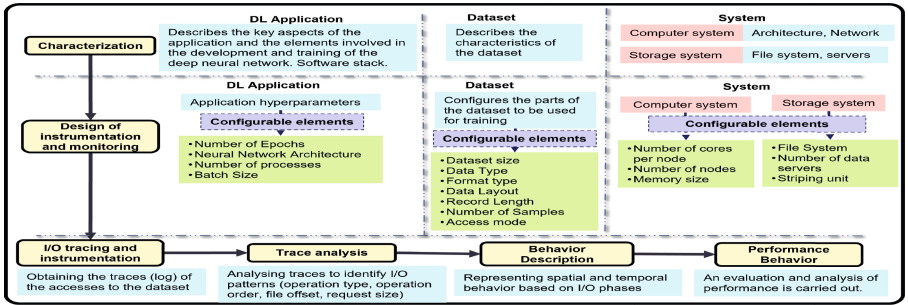 DL Application
Dataset
System
Characterization
Describes the key aspects of the
application and the elements involved in
the development and training of the
deep neural network. Software stack.
Describes the
characteristics of
the dataset
Computer system
Architecture, Network
Storage system
File system, servers
DL Application
Dataset
System
Design of
instrumentation
and monitoring
Application hyperparameters
Configurable elements
•Number of Epochs
•Neural Network Architecture
•Number of processes
•Batch Size
Configures the parts of
the dataset to be used
for training
Configurable elements
•Dataset size
•Data Type
•Format type
•Data Layout
•Record Length
•Number of Samples
•Access mode
Computer system
Storage system
Configurable elements
•Number of cores
per node
•Number of nodes
•Memory size
•File System
•Number of data
servers
•Striping unit
I/O tracing and
instrumentation
Trace analysis
Behavior
Description
Performance
Behavior
Obtaining the traces (log) of
the accesses to the dataset
Analysing traces to identify I/O
patterns (operation type, operation
order, file offset, request size)
Representing spatial and temporal
behavior based on I/O phases
An evaluation and analysis of
performance is carried out.